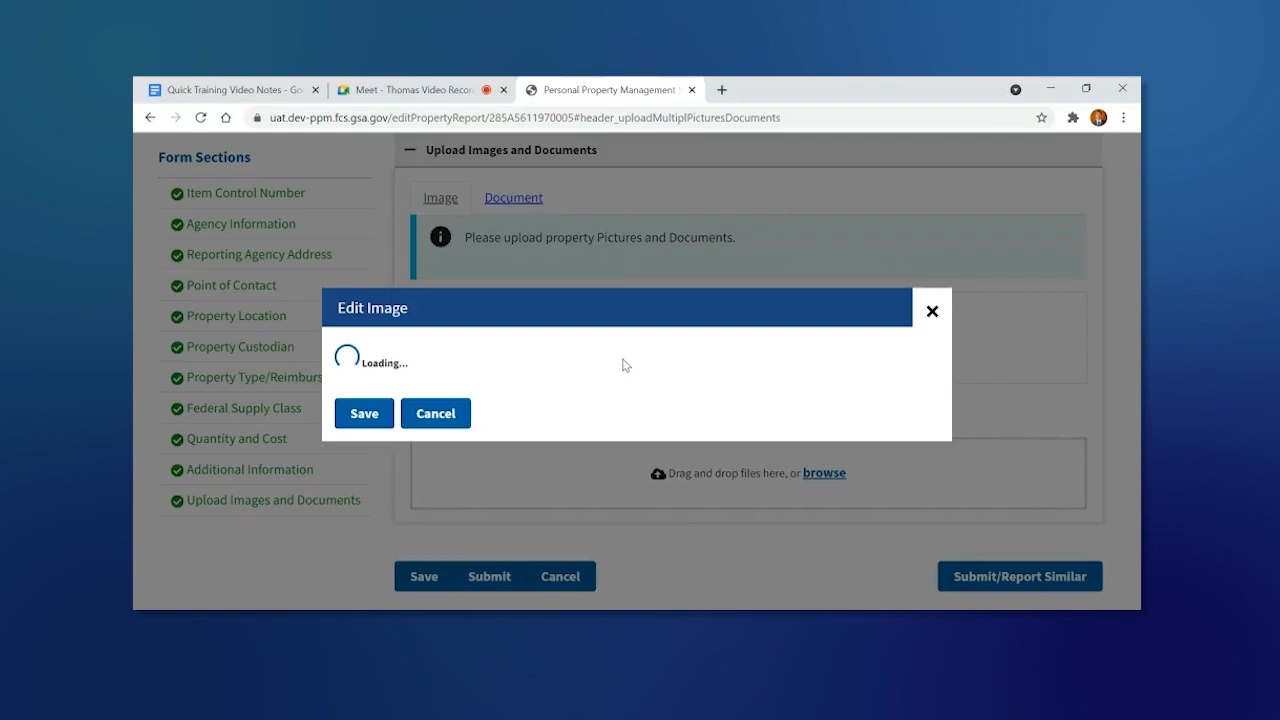 Quick Training Video Notes - Go
Meet - Thomas Video Recor
Personal Property Management S
uat.dev-ppm.fcs.gsa.gov/editPropertyReport/285A5611970005#header_uploadMultiplPicturesDocuments
Form Sections
Item Control Number
Agency Information
Reporting Agency Address
Point of Contact
Property Location
Property Custodian
Property Type/Reimburs
Federal Supply Class
Quantity and Cost
Additional Information
Upload Images and Documents
Upload Images and Documents
Image
Document
Please upload property Pictures and Documents.
Edit Image
Loading...
Save
Cancel
Drag and drop files here, or browse
Save
Submit
Cancel
Submit/Report Similar